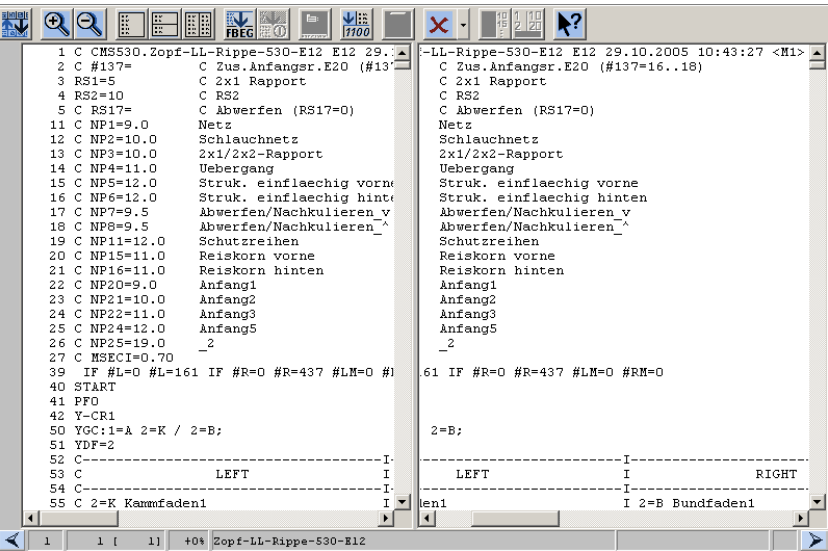 FBEG 1100 10 15 1 2 10 20
1 C CMS530.Zopf-LL-Rippe-530-E12 E12 29.
2 C #137= C Zus.Anfangsr.E20 (#13
3 RS1=5 C 2x1 Rapport
4 RS2=10 C RS2
5 C RS17= C Abwerfen (RS17=0)
11 C NP1=9.0 Netz
12 C NP2=10.0 Schlauchnetz
13 C NP3=10.0 2x1/2x2-Rapport
14 C NP4=11.0 Uebergang
15 C NP5=12.0 Struk. einflaechig vorne
16 C NP6=12.0 Struk. einflaechig hinte
17 C NP7=9.5 Abwerfen/Nachkulieren_v
18 C NP8=9.5 Abwerfen/Nachkulieren_^
19 C NP11=12.0 Schutzreihen
20 C NP15=11.0 Reiskorn vorne
21 C NP16=11.0 Reiskorn hinten
22 C NP20=9.0 Anfang1
23 C NP21=10.0 Anfang2
24 C NP22=11.0 Anfang3
25 C NP24=12.0 Anfang5
26 C NP25=19.0 _2
27 C MSECI=0.70
39 IF #L=0 #L=161 IF #R=0 #R=437 #LM=0 #
40 START
41 PF0
42 Y-CR1
50 YGC:1=A 2=K / 2=B;
51 YDF=2
52 C----------------------------------I-
53 C LEFT I
54 C----------------------------------I-
55 C 2=K Kammfaden1 I
-LL-Rippe-530-E12 E12 29.10.2005 10:43:27 <M1>
C Zus.Anfangsr.E20 (#137=16..18)
C 2x1 Rapport
C RS2
C Abwerfen (RS17=0)
Netz
Schlauchnetz
2x1/2x2-Rapport
Uebergang
Struk. einflaechig vorne
Struk. einflaechig hinten
Abwerfen/Nachkulieren_v
Abwerfen/Nachkulieren_^
Schutzreihen
Reiskorn vorne
Reiskorn hinten
Anfang1
Anfang2
Anfang3
Anfang5
_2
61 IF #R=0 #R=437 #LM=0 #RM=0
2=B;
-----------------------I-----------------------
LEFT I RIGHT
-----------------------I-----------------------
den1 I 2=B Bundfaden1
1 1 [ 1] +0% Zopf-LL-Rippe-530-E12